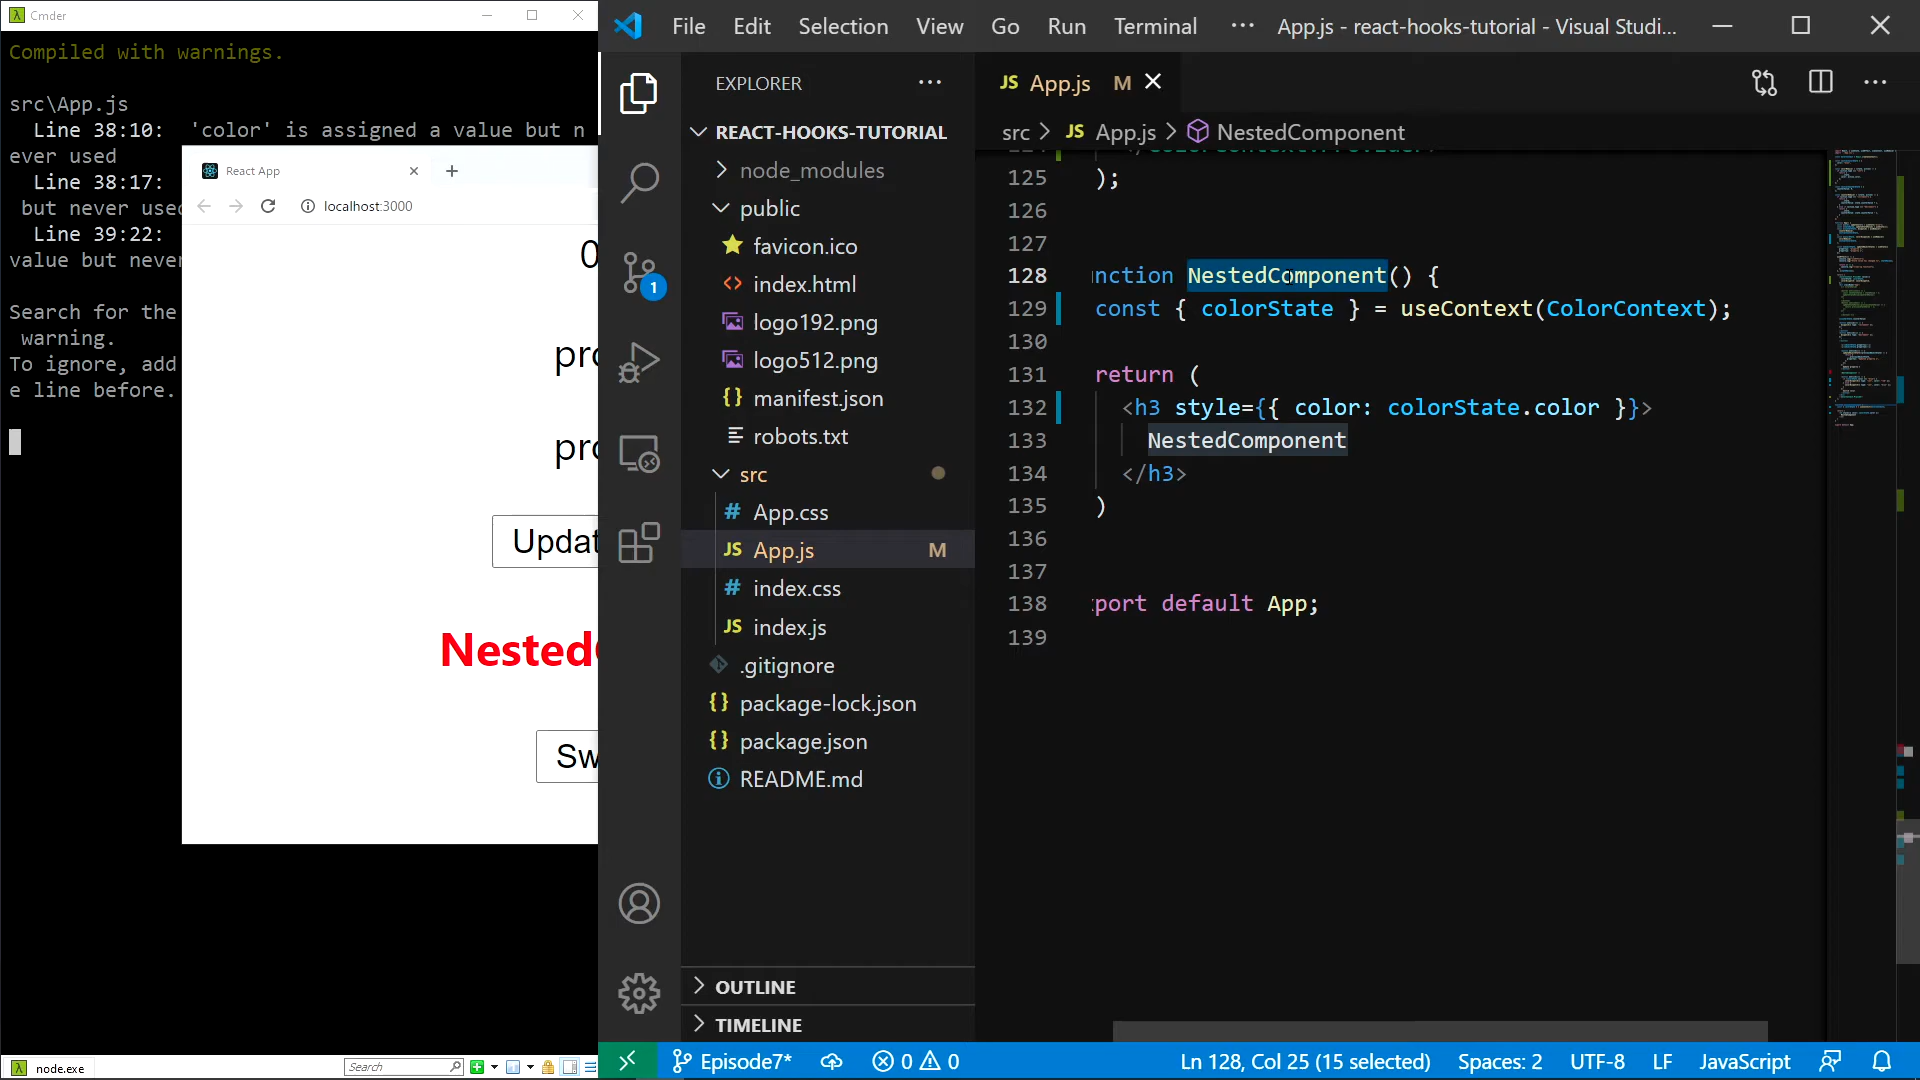 Cmder
Compiled with warnings.
src\App.js
Line 38:10:  'color' is assigned a value but n
ever used
Line 38:17:
but never used
Line 39:22:
value but never
Search for the
warning.
To ignore, add
e line before.
React App
localhost:3000
0
pro
pro
Updat
Nested
Sw
Search
node.exe
File Edit Selection View Go Run Terminal ··· App.js - react-hooks-tutorial - Visual Studi...
EXPLORER
REACT-HOOKS-TUTORIAL
node_modules
public
favicon.ico
index.html
logo192.png
logo512.png
manifest.json
robots.txt
src
# App.css
JS App.js M
# index.css
JS index.js
.gitignore
{} package-lock.json
{} package.json
README.md
OUTLINE
TIMELINE
JS App.js M
src > JS App.js > NestedComponent
125 );
126
127
128 nction NestedComponent() {
129 const { colorState } = useContext(ColorContext);
130
131 return (
132 <h3 style={{ color: colorState.color }}>
133 NestedComponent
134 </h3>
135 )
136
137
138 port default App;
139
1
Episode7* 0 0 Ln 128, Col 25 (15 selected) Spaces: 2 UTF-8 LF JavaScript